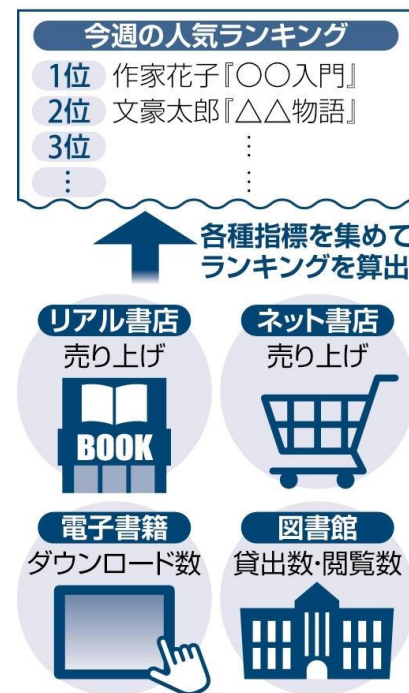 今週の人気ランキング
1位 作家花子『〇〇入門』
2位 文豪太郎『△△物語』
3位 ⋮
⋮ ⋮
各種指標を集めて
ランキングを算出
リアル書店
売り上げ
BOOK
ネット書店
売り上げ
電子書籍
ダウンロード数
図書館
貸出数・閲覧数